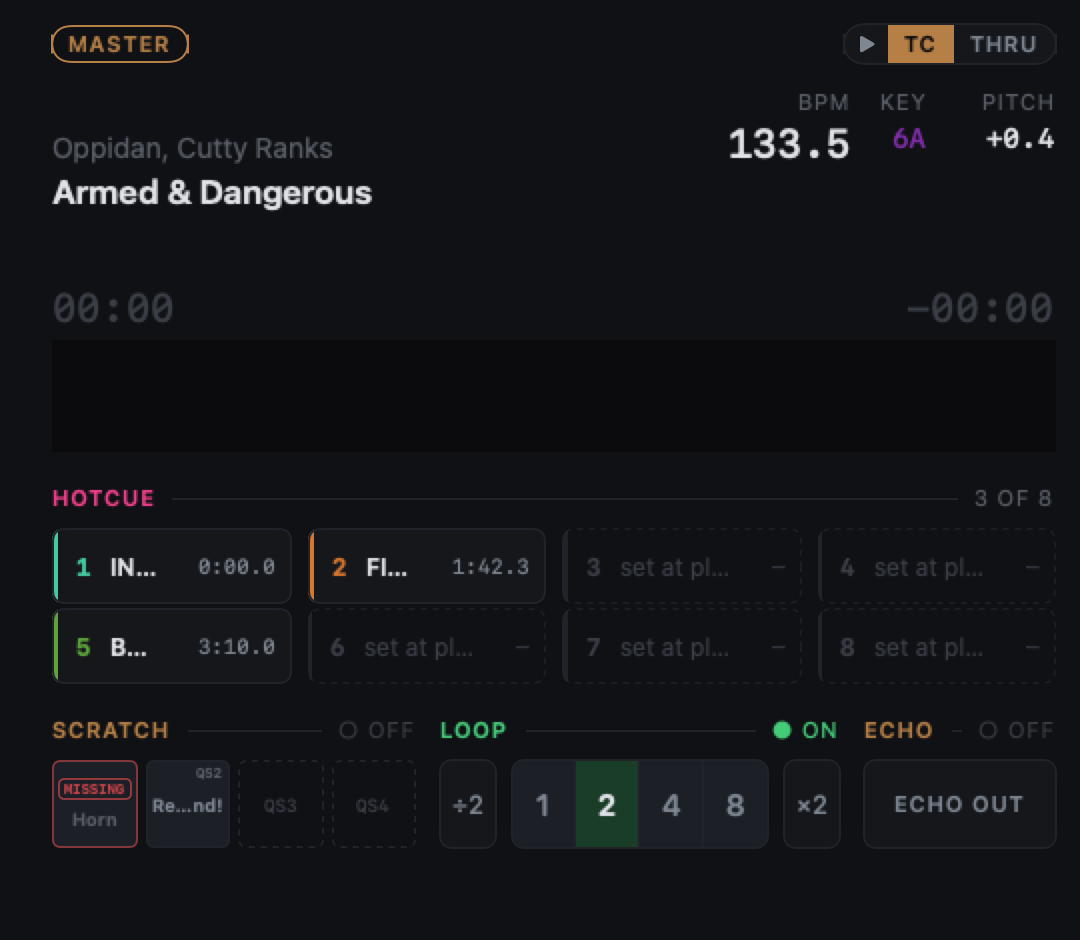 MASTER
TC THRU
BPM KEY PITCH
133.5 6A +0.4
Oppidan, Cutty Ranks
Armed & Dangerous
00:00 −00:00
HOTCUE 3 OF 8
1 IN... 0:00.0 2 Fl... 1:42.3 3 set at pl... – 4 set at pl... –
5 B... 3:10.0 6 set at pl... – 7 set at pl... – 8 set at pl... –
SCRATCH OFF LOOP ON ECHO OFF
MISSING Horn QS2 Re...nd! QS3 QS4 ÷2 1 2 4 8 ×2 ECHO OUT